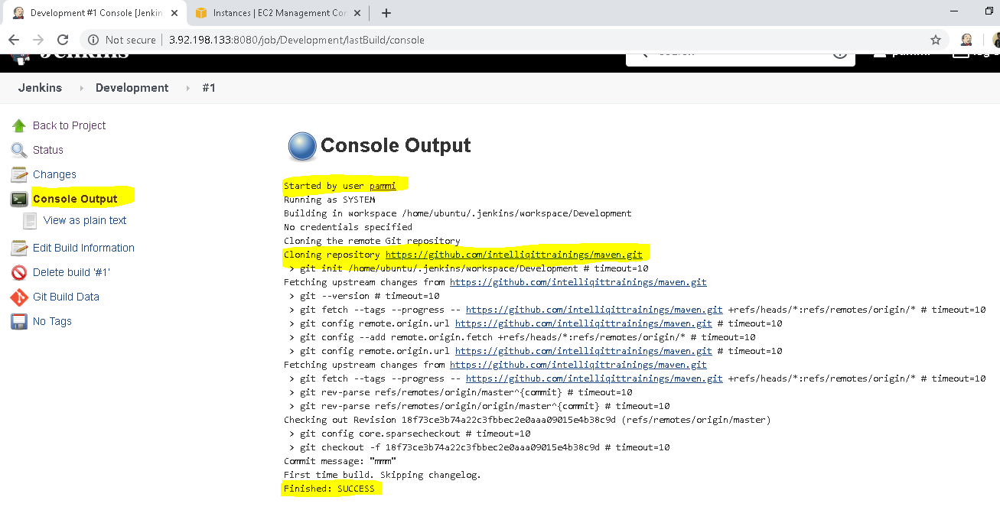 Development #1 Console [Jenkin
Instances | EC2 Management Con
Not secure | 3.92.198.133:8080/job/Development/lastBuild/console
Jenkins
pammi
Jenkins
Development
#1
Back to Project
Status
Changes
Console Output
View as plain text
Edit Build Information
Delete build '#1'
Git Build Data
No Tags
Console Output
Started by user pammi
Running as SYSTEM
Building in workspace /home/ubuntu/.jenkins/workspace/Development
No credentials specified
Cloning the remote Git repository
Cloning repository https://github.com/intelliqittrainings/maven.git
> git init /home/ubuntu/.jenkins/workspace/Development # timeout=10
Fetching upstream changes from https://github.com/intelliqittrainings/maven.git
> git --version # timeout=10
> git fetch --tags --progress -- https://github.com/intelliqittrainings/maven.git +refs/heads/*:refs/remotes/origin/* # timeout=10
> git config remote.origin.url https://github.com/intelliqittrainings/maven.git # timeout=10
> git config --add remote.origin.fetch +refs/heads/*:refs/remotes/origin/* # timeout=10
> git config remote.origin.url https://github.com/intelliqittrainings/maven.git # timeout=10
Fetching upstream changes from https://github.com/intelliqittrainings/maven.git
> git fetch --tags --progress -- https://github.com/intelliqittrainings/maven.git +refs/heads/*:refs/remotes/origin/* # timeout=10
> git rev-parse refs/remotes/origin/master^{commit} # timeout=10
> git rev-parse refs/remotes/origin/origin/master^{commit} # timeout=10
Checking out Revision 18f73ce3b74a22c3fbbec2e0aaa09015e4b38c9d (refs/remotes/origin/master)
> git config core.sparsecheckout # timeout=10
> git checkout -f 18f73ce3b74a22c3fbbec2e0aaa09015e4b38c9d # timeout=10
Commit message: "mmm"
First time build. Skipping changelog.
Finished: SUCCESS